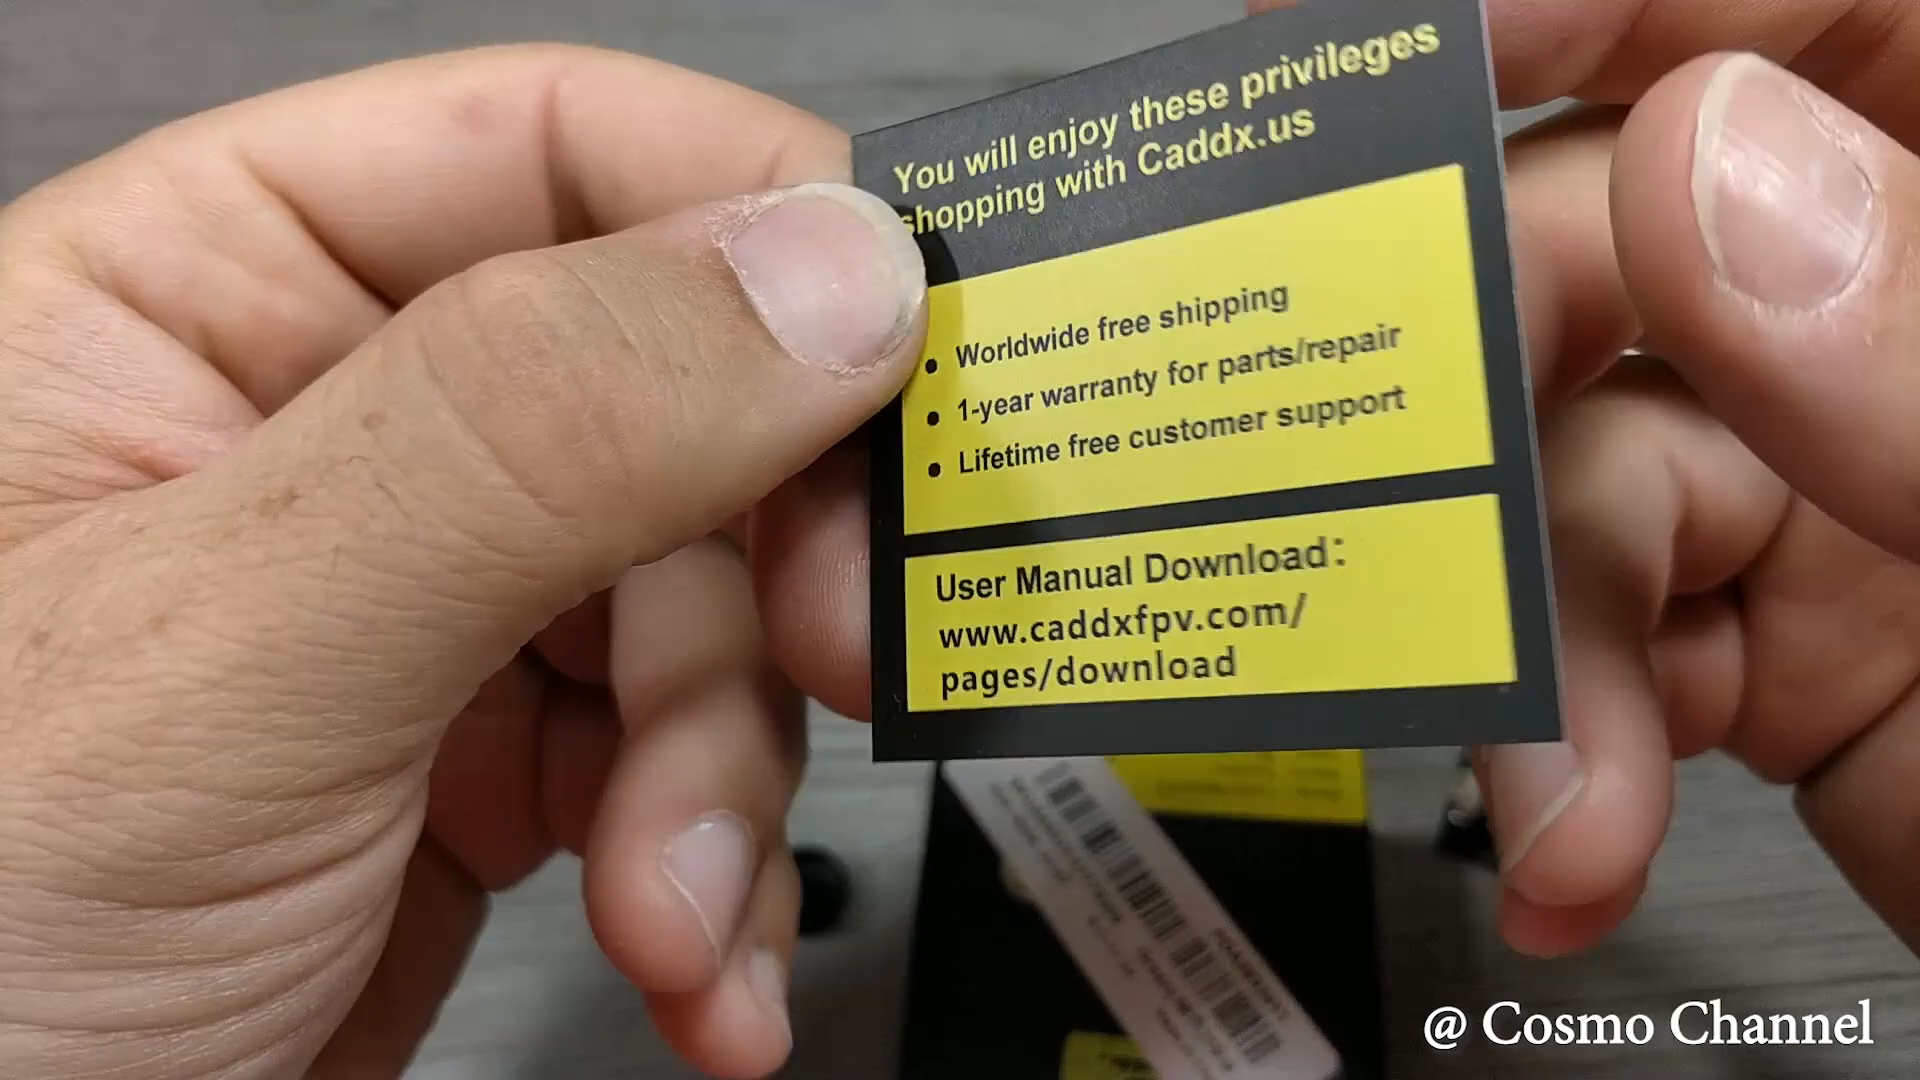 You will enjoy these privileges
shopping with Caddx.us
• Worldwide free shipping
• 1-year warranty for parts/repair
• Lifetime free customer support
User Manual Download:
www.caddxfpv.com/
pages/download
@ Cosmo Channel